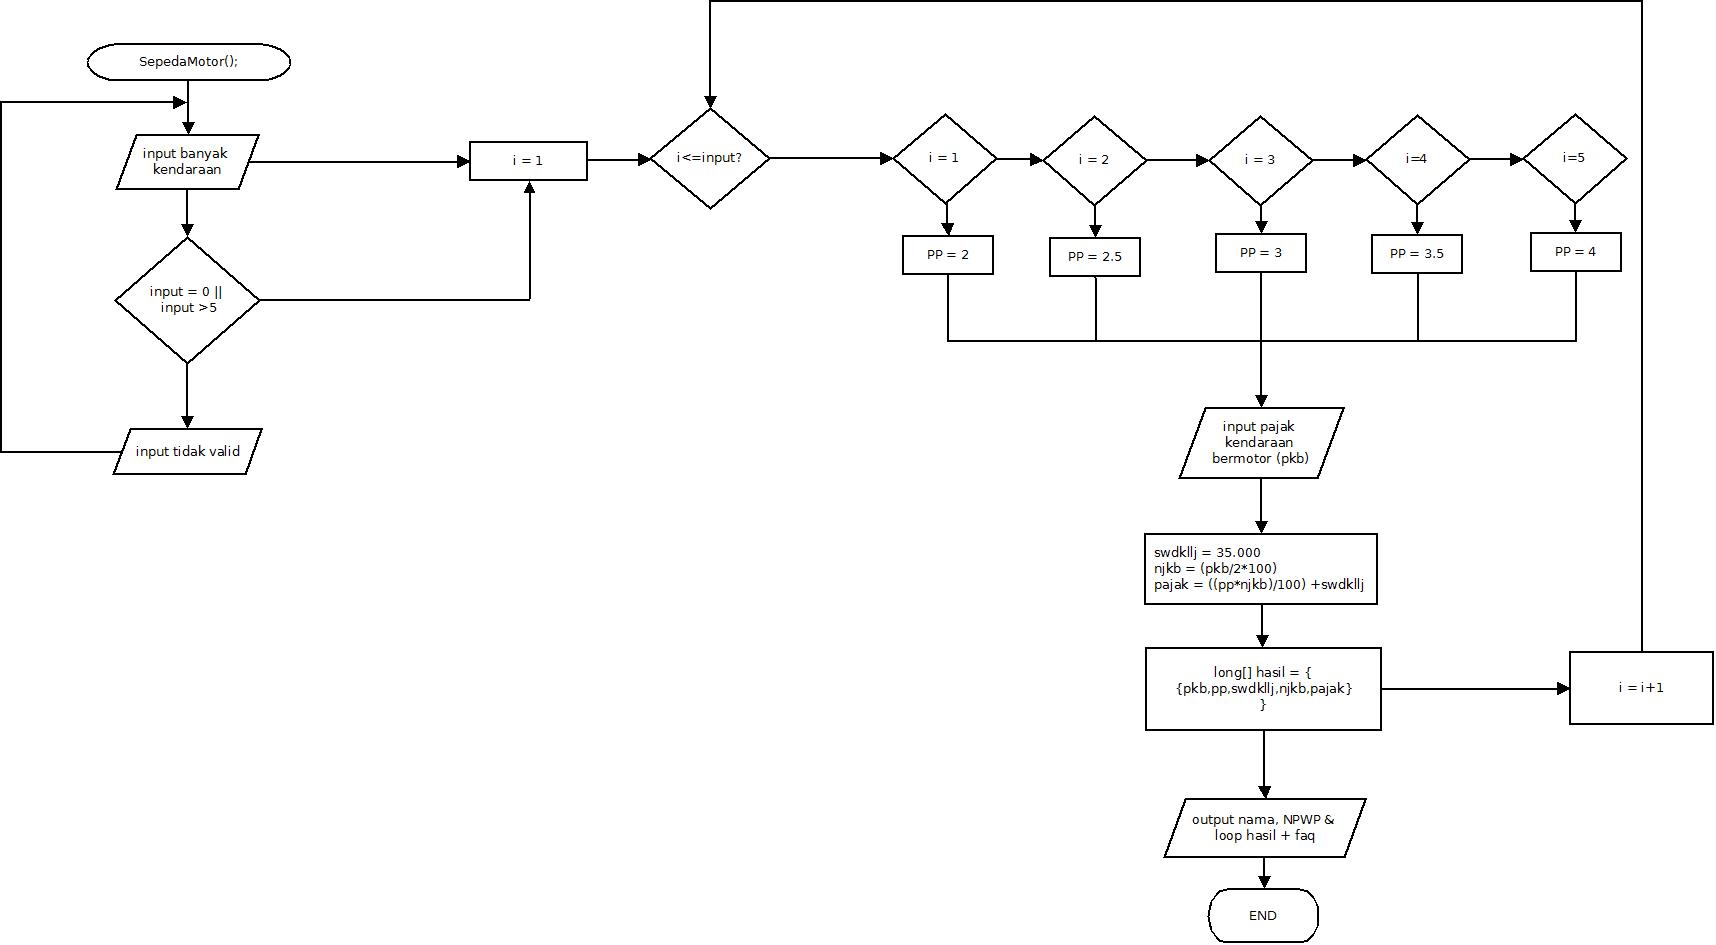 SepedaMotor();
input banyak
kendaraan
input = 0 ||
input >5
input tidak valid
i = 1
i<=input?
i = 1
i = 2
i = 3
i=4
i=5
PP = 2
PP = 2.5
PP = 3
PP = 3.5
PP = 4
input pajak
kendaraan
bermotor (pkb)
swdkllj = 35.000
njkb = (pkb/2*100)
pajak = ((pp*njkb)/100) +swdkllj
long[] hasil = {
{pkb,pp,swdkllj,njkb,pajak}
}
i = i+1
output nama, NPWP &
loop hasil + faq
END